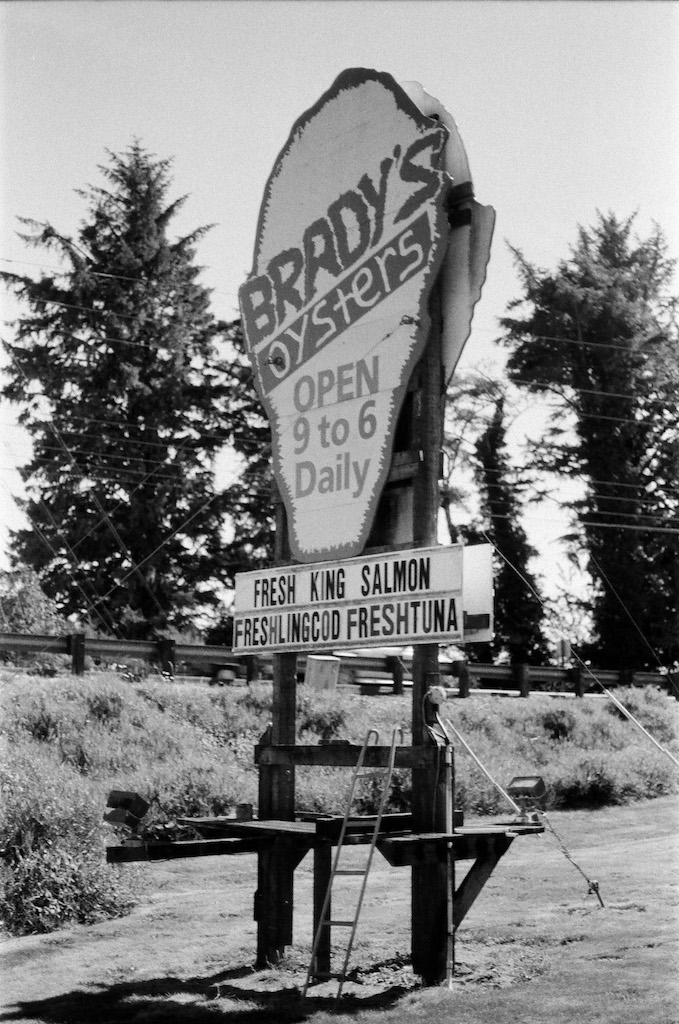 BRADY'S
Oysters
OPEN
9 to 6
Daily
FRESH KING SALMON
FRESHLINGCOD FRESHTUNA